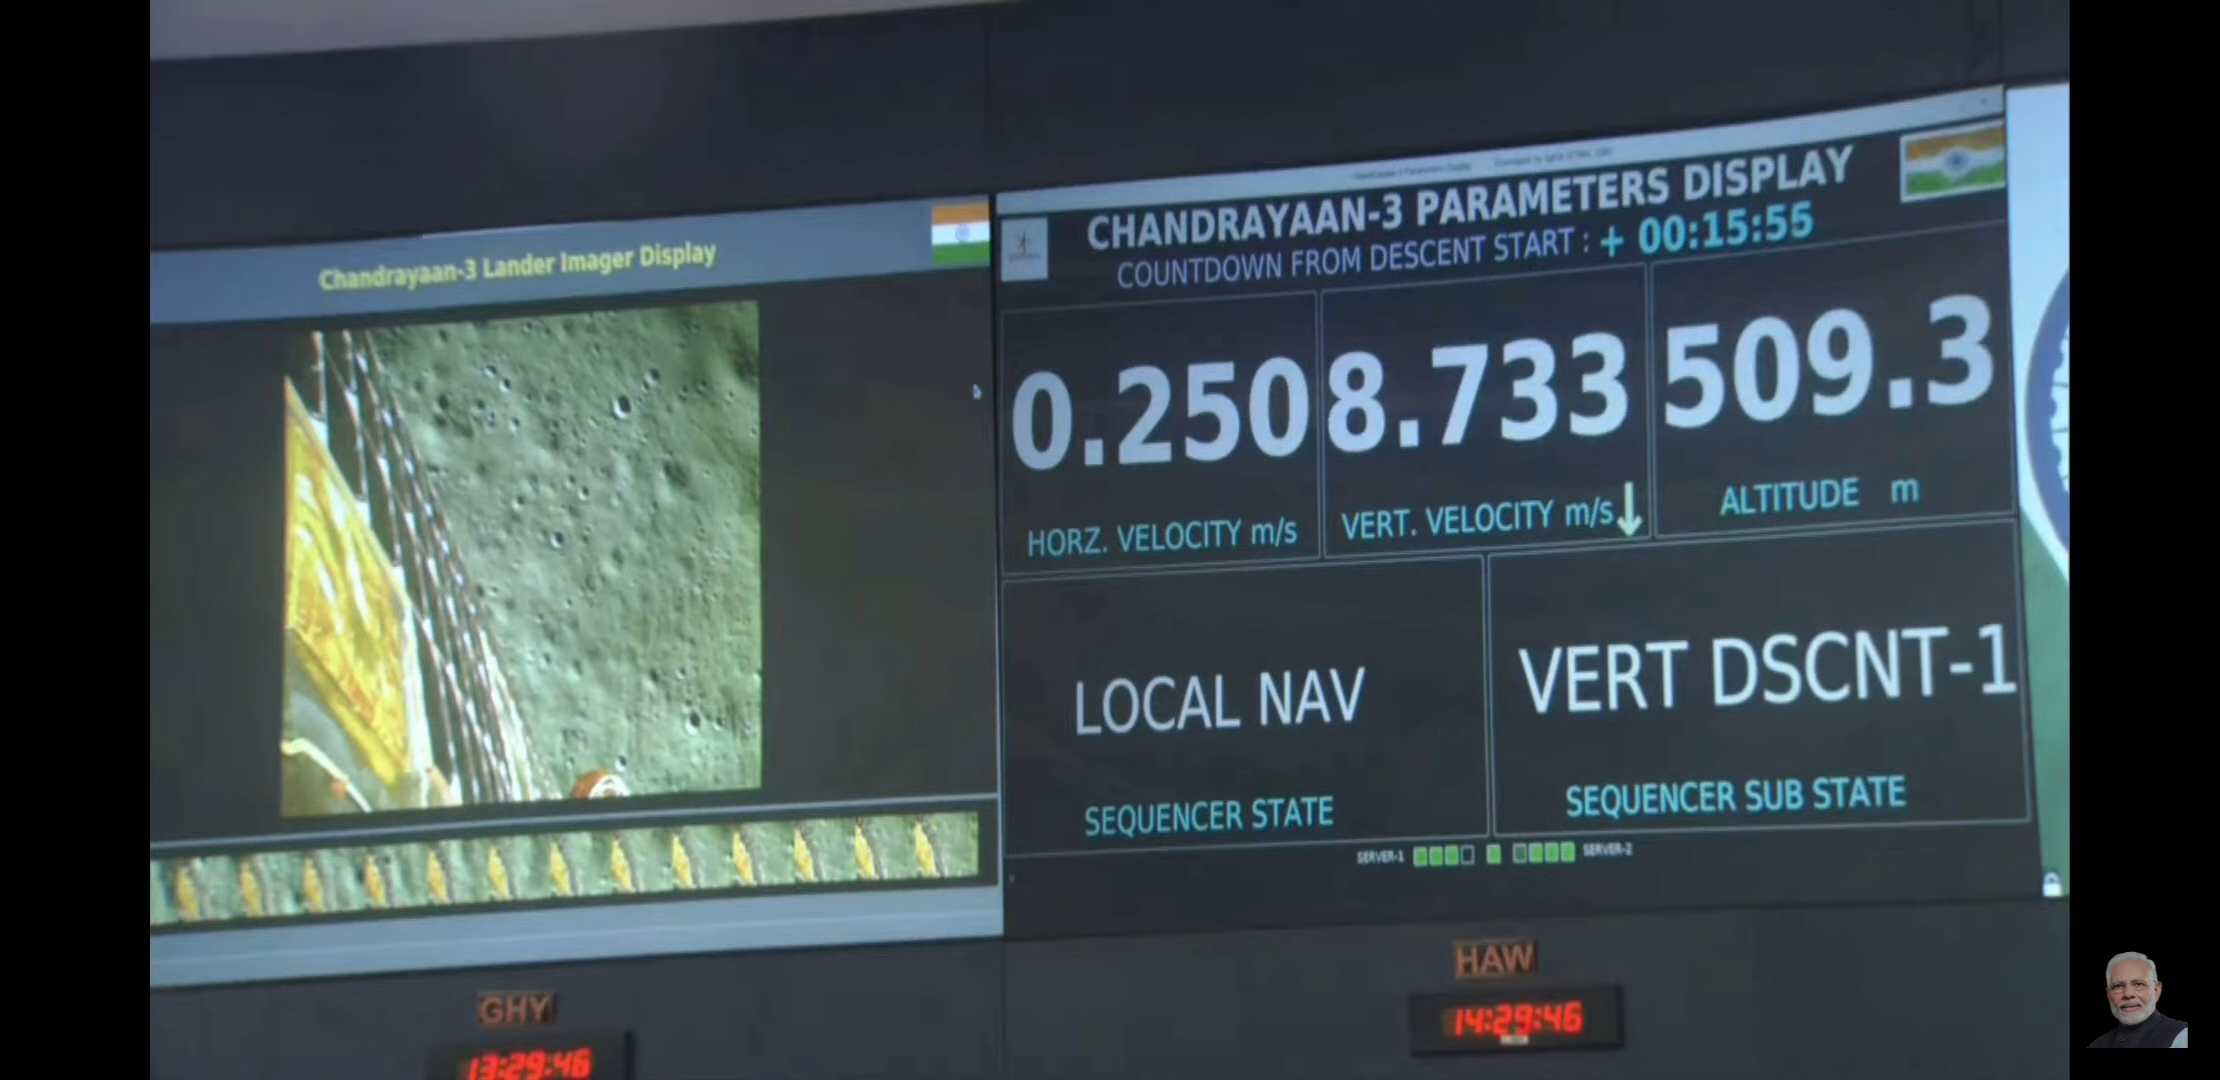 Chandrayaan-3 Lander Imager Display
CHANDRAYAAN-3 PARAMETERS DISPLAY
COUNTDOWN FROM DESCENT START : + 00:15:55
0.250
HORZ. VELOCITY m/s
8.733
VERT. VELOCITY m/s↓
509.3
ALTITUDE m
LOCAL NAV
SEQUENCER STATE
VERT DSCNT-1
SEQUENCER SUB STATE
SERVER-1 SERVER-2
GHY
13:29:46
HAW
14:29:46